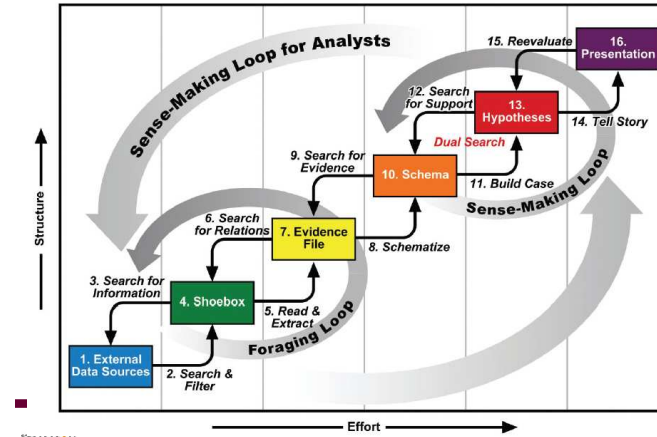 Sense-Making Loop for Analysts
15. Reevaluate
16.
Presentation
12. Search
for Support
13.
Hypotheses
14. Tell Story
Dual Search
9. Search for
Evidence
10. Schema
11. Build Case
Sense-Making Loop
6. Search
for Relations
7. Evidence
File
8. Schematize
3. Search for
Information
4. Shoebox
5. Read &
Extract
Foraging Loop
1. External
Data Sources
2. Search &
Filter
Structure
Effort